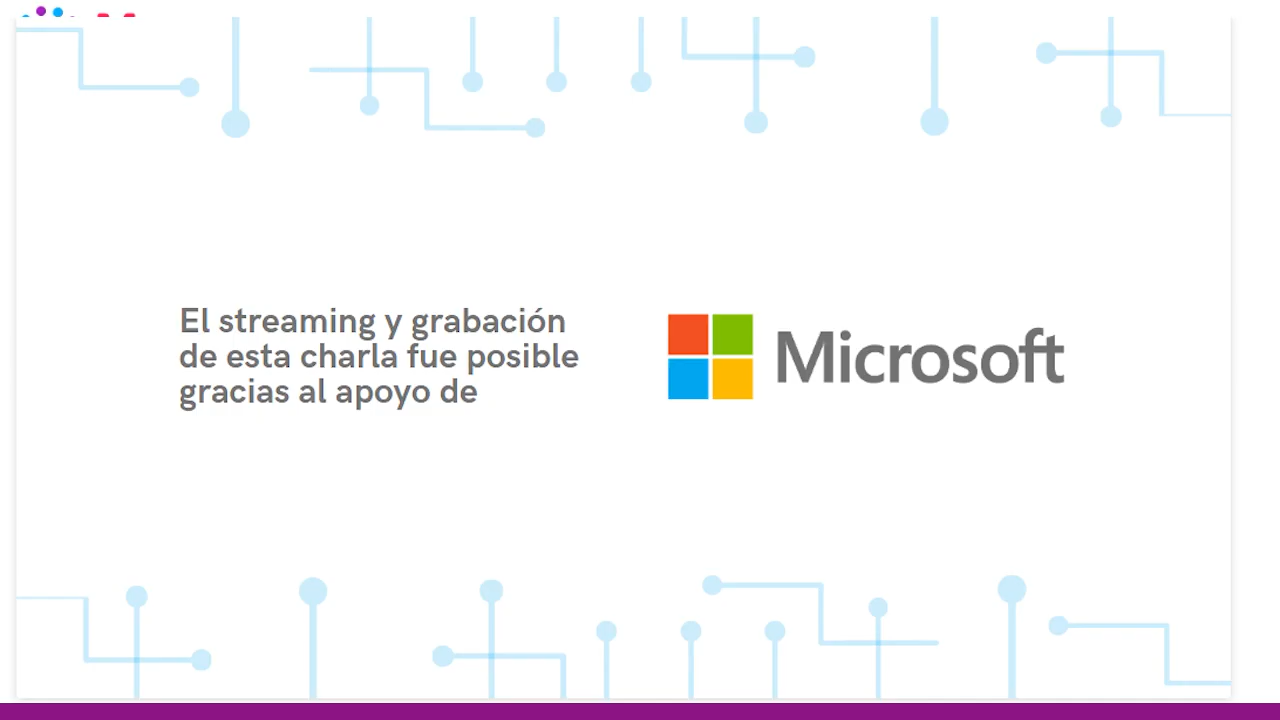 El streaming y grabación
de esta charla fue posible
gracias al apoyo de
Microsoft